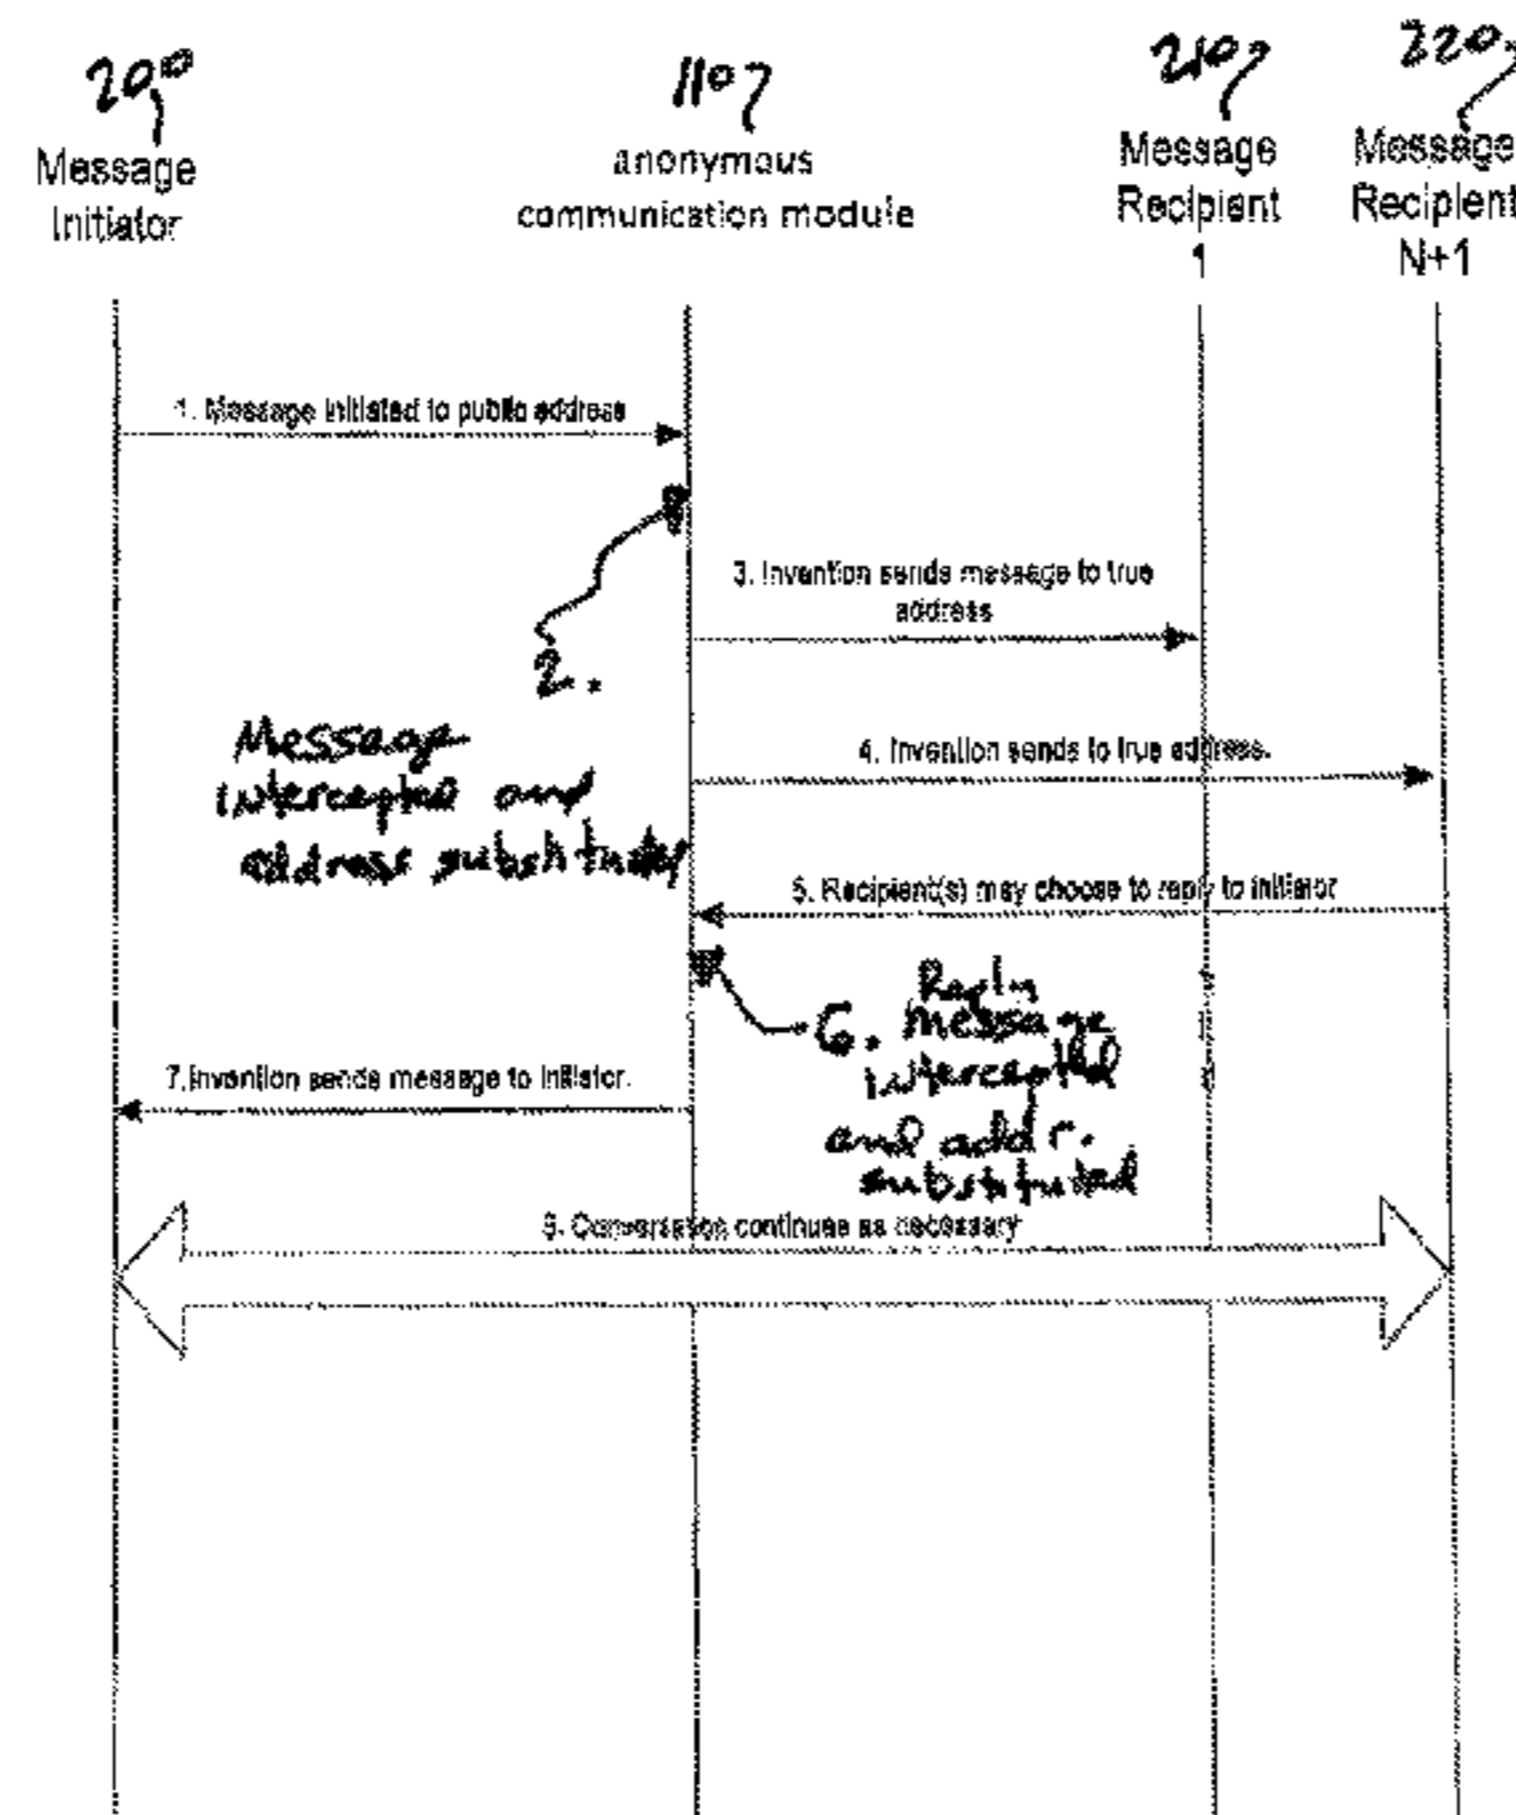 200
Message
Initiator
110
anonymous
communication module
210
Message
Recipient
1
220
Message
Recipient
N+1
1. Message initiated to public address
2.
Message
intercepted and
address substituted
3. Invention sends message to true
address
4. Invention sends to true address.
5. Recipient(s) may choose to reply to initiator
6. Reply
message
intercepted
and addr.
substituted
7. Invention sends message to initiator.
8. Conversation continues as necessary